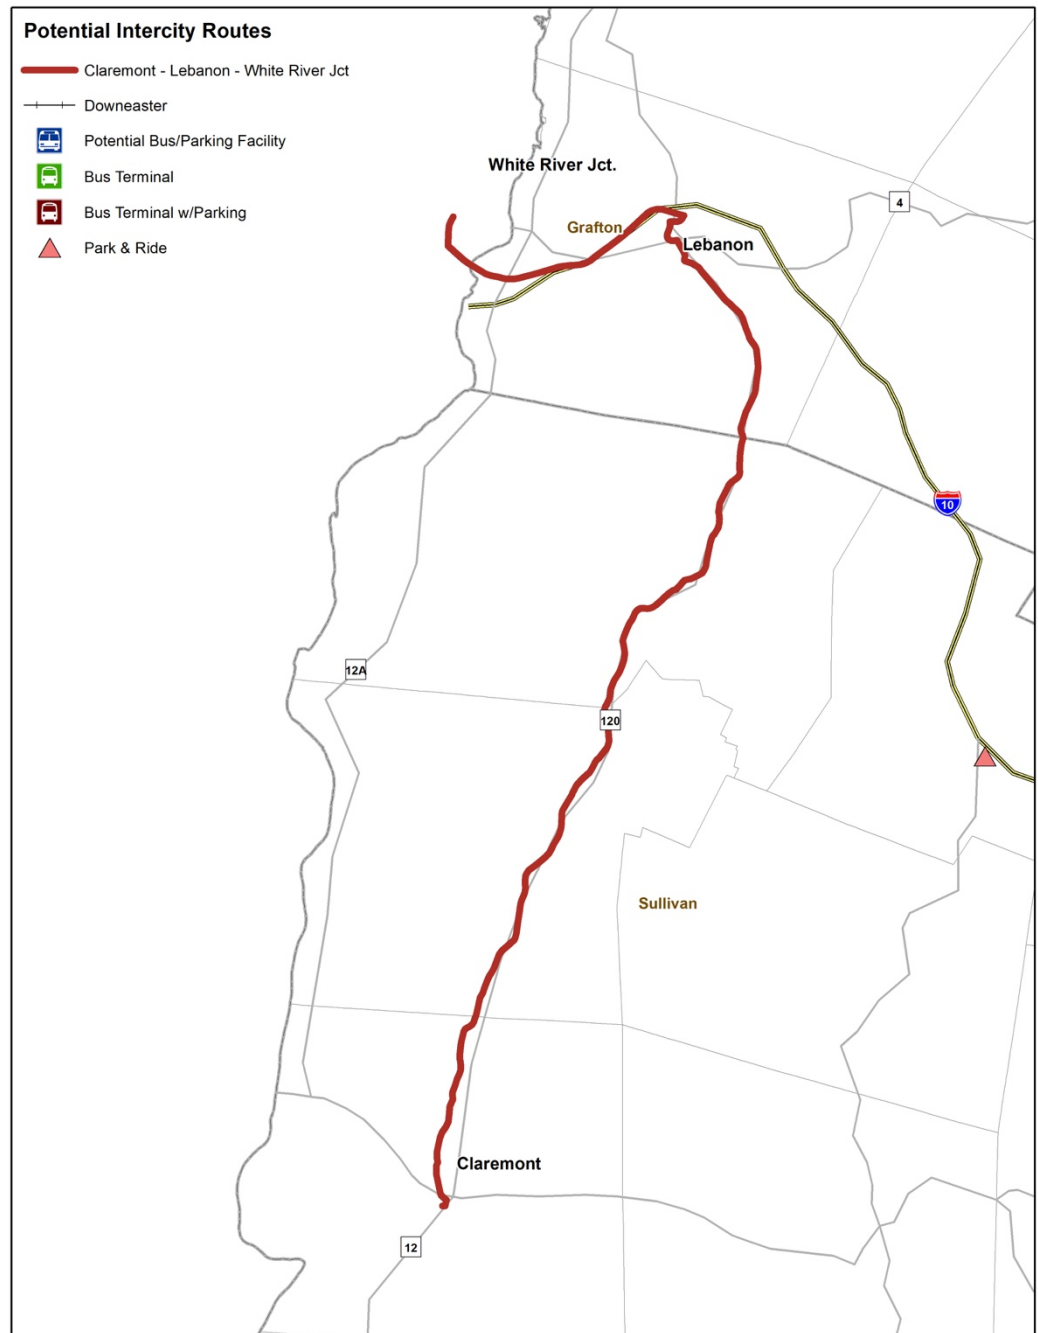 Potential Intercity Routes
Claremont - Lebanon - White River Jct
Downeaster
Potential Bus/Parking Facility
Bus Terminal
Bus Terminal w/Parking
Park & Ride
White River Jct.
4
Grafton
Lebanon
10
12A
120
Sullivan
Claremont
12